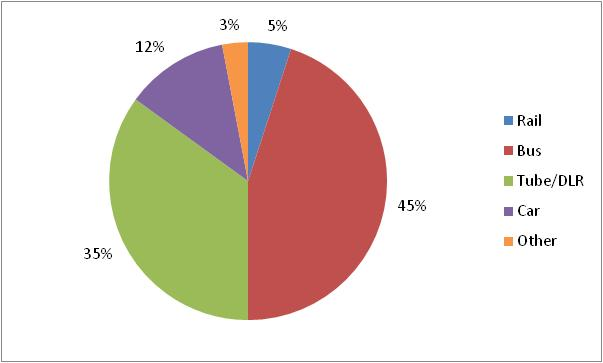 3%
5%
12%
45%
35%
Rail
Bus
Tube/DLR
Car
Other